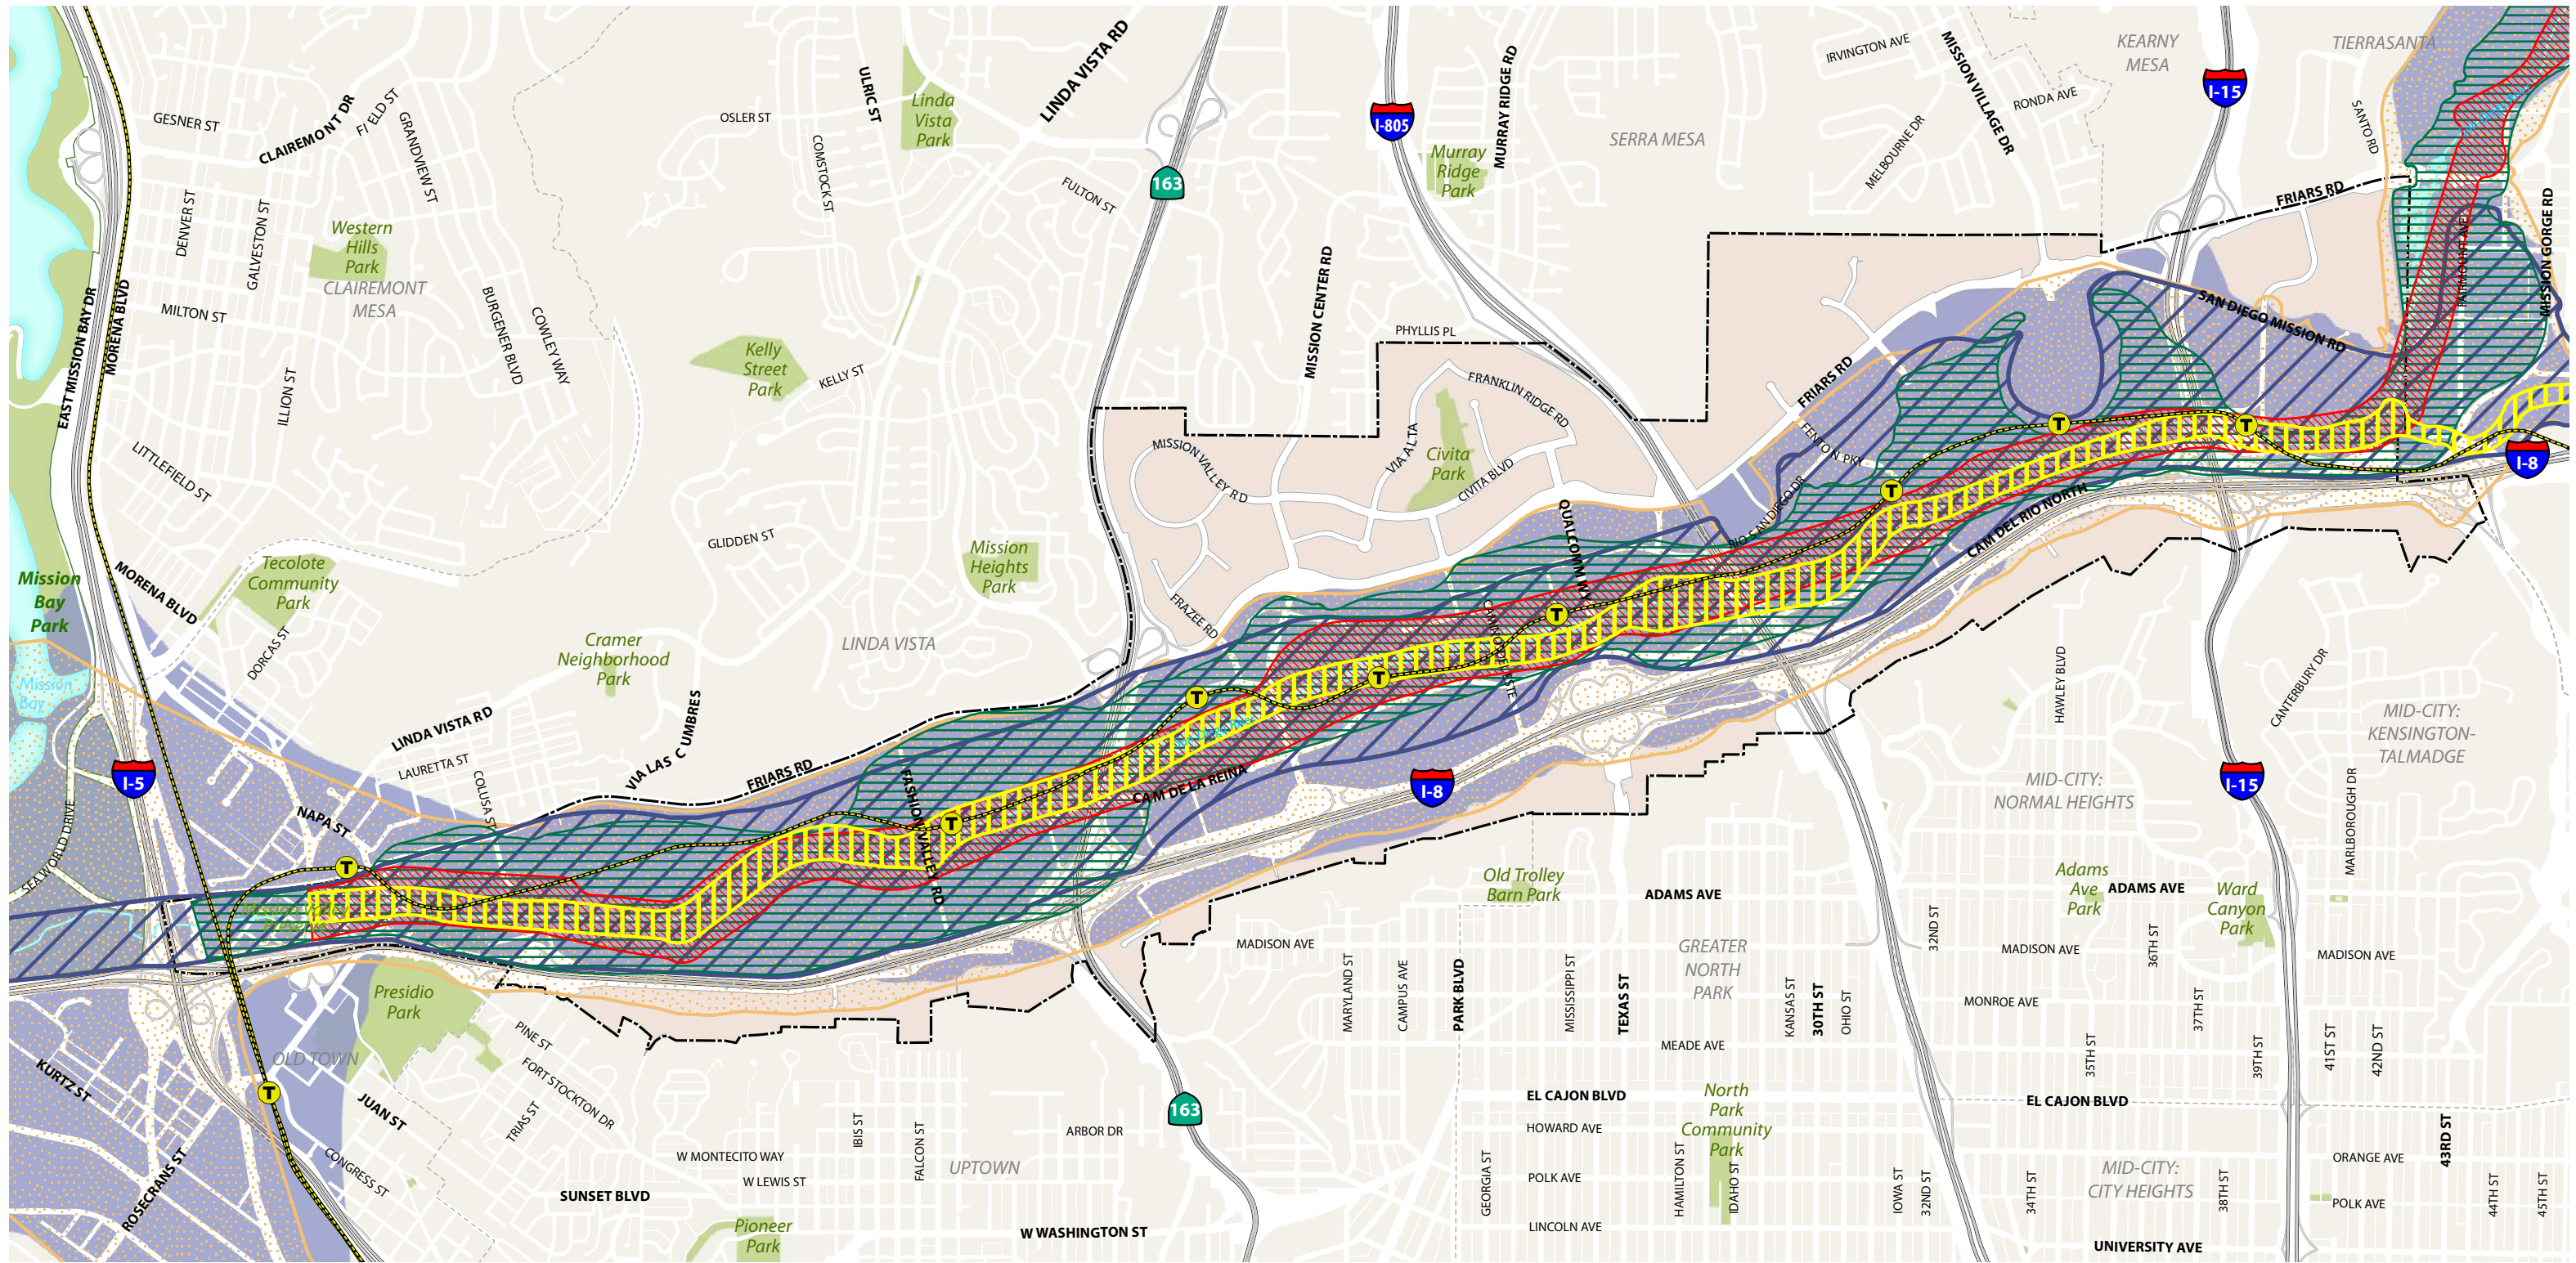 GESNER ST
CLAIREMONT DR
FIELD ST
GRANDVIEW ST
DENVER ST
GALVESTON ST
Western
Hills
Park
CLAIREMONT
MESA
MILTON ST
BURGENER BLVD
COWLEY WAY
ILLION ST
EAST MISSION BAY DR
MORENA BLVD
LITTLEFIELD ST
MORENA BLVD
Tecolote
Community
Park
DORCAS ST
Mission
Bay
Park
Mission
Bay
SEA WORLD DRIVE
I-5
NAPA ST
LINDA VISTA RD
LAURETTA ST
COLUSA ST
Cramer
Neighborhood
Park
VIA LAS CUMBRES
FRIARS RD
OSLER ST
ULRIC ST
COMSTOCK ST
Linda
Vista
Park
LINDA VISTA RD
FULTON ST
163
Kelly
Street
Park
KELLY ST
GLIDDEN ST
Mission
Heights
Park
LINDA VISTA
I-805
MURRAY RIDGE RD
Murray
Ridge
Park
MISSION CENTER RD
PHYLLIS PL
FRANKLIN RIDGE RD
MISSION VALLEY RD
VIA ALTA
Civita
Park
CIVITA BLVD
FRAZEE RD
QUALCOMM WY
CAMINO DEL ESTE
RIO SAN DIEGO DR
FENTON PKY
FRIARS RD
SERRA MESA
IRVINGTON AVE
MISSION VILLAGE DR
RONDA AVE
MELBOURNE DR
KEARNY
MESA
I-15
TIERRASANTA
SANTO RD
FRIARS RD
FAIRMOUNT AVE
MISSION GORGE RD
SAN DIEGO MISSION RD
CAM DEL RIO NORTH
I-8
T
T
T
T
T
T
T
T
T
FASHION VALLEY RD
CAM DE LA REINA
I-8
Mission Valley
Preserve
Presidio
Park
OLD TOWN
KURTZ ST
ROSECRANS ST
JUAN ST
CONGRESS ST
PINE ST
FORT STOCKTON DR
TRIAS ST
IBIS ST
FALCON ST
W MONTECITO WAY
W LEWIS ST
SUNSET BLVD
Pioneer
Park
UPTOWN
ARBOR DR
163
W WASHINGTON ST
MADISON AVE
MARYLAND ST
CAMPUS AVE
PARK BLVD
Old Trolley
Barn Park
ADAMS AVE
GREATER
NORTH
PARK
MISSISSIPPI ST
TEXAS ST
KANSAS ST
30TH ST
OHIO ST
MEADE AVE
EL CAJON BLVD
HOWARD AVE
POLK AVE
LINCOLN AVE
GEORGIA ST
HAMILTON ST
IDAHO ST
North
Park
Community
Park
IOWA ST
32ND ST
32ND ST
HAWLEY BLVD
MID-CITY:
NORMAL HEIGHTS
CANTERBURY DR
MID-CITY:
KENSINGTON-
TALMADGE
I-15
MARLBOROUGH DR
Adams
Ave
Park
ADAMS AVE
Ward
Canyon
Park
MADISON AVE
36TH ST
MADISON AVE
MONROE AVE
37TH ST
35TH ST
39TH ST
41ST ST
42ND ST
EL CAJON BLVD
43RD ST
ORANGE AVE
MID-CITY:
CITY HEIGHTS
34TH ST
38TH ST
POLK AVE
44TH ST
45TH ST
UNIVERSITY AVE